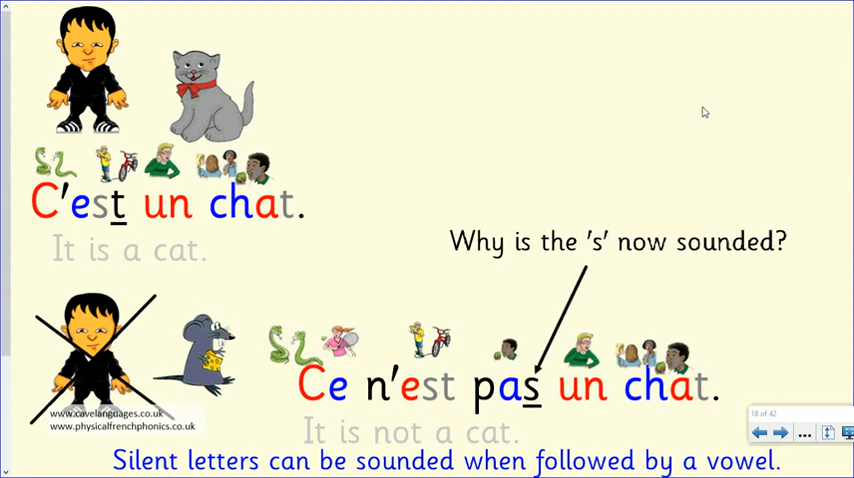 C'est un chat.
It is a cat.
Why is the 's' now sounded?
Ce n'est pas un chat.
www.cavelanguages.co.uk
www.physicalfrenchphonics.co.uk
It is not a cat.
Silent letters can be sounded when followed by a vowel.
18 of 42